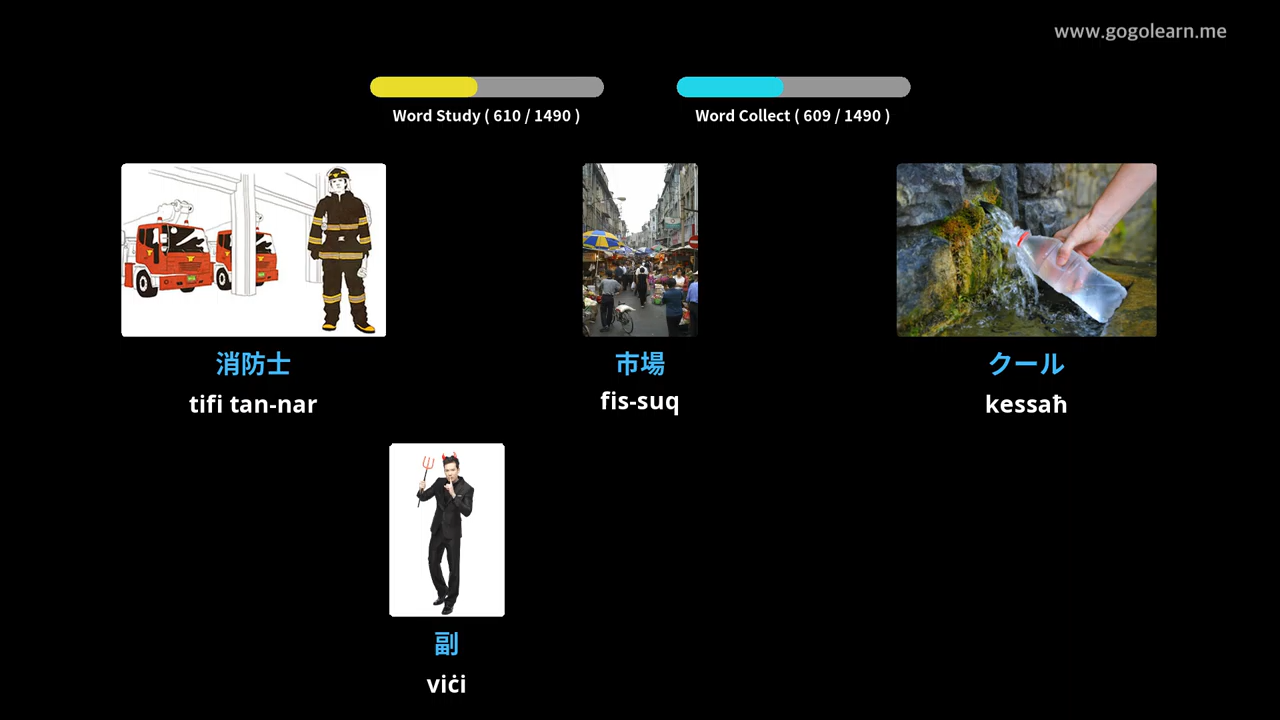 www.gogolearn.me
Word Study ( 610 / 1490 )
Word Collect ( 609 / 1490 )
消防士
tifi tan-nar
市場
fis-suq
クール
kessaħ
副
viċi